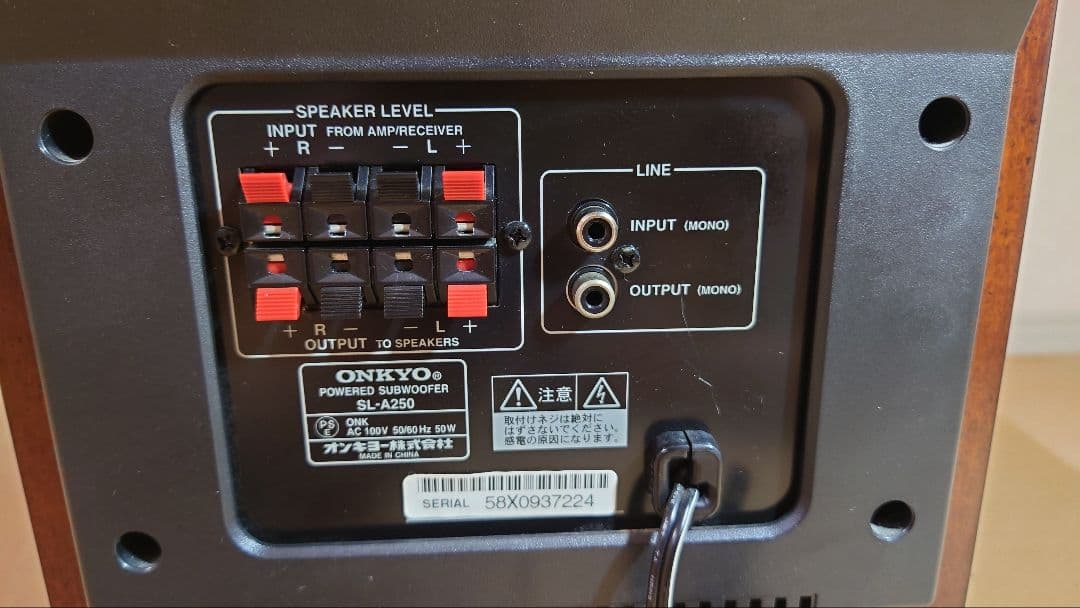 SPEAKER LEVEL
INPUT FROM AMP/RECEIVER
+ R − − L +
+ R − − L +
OUTPUT TO SPEAKERS
LINE
INPUT (MONO)
OUTPUT (MONO)
ONKYO®
POWERED SUBWOOFER
SL-A250
PSE
ONK
AC 100V 50/60Hz 50W
オンキヨー株式会社
MADE IN CHINA
注意
取付けネジは絶対に
はずさないでください。
感電の原因になります。
SERIAL 58X0937224